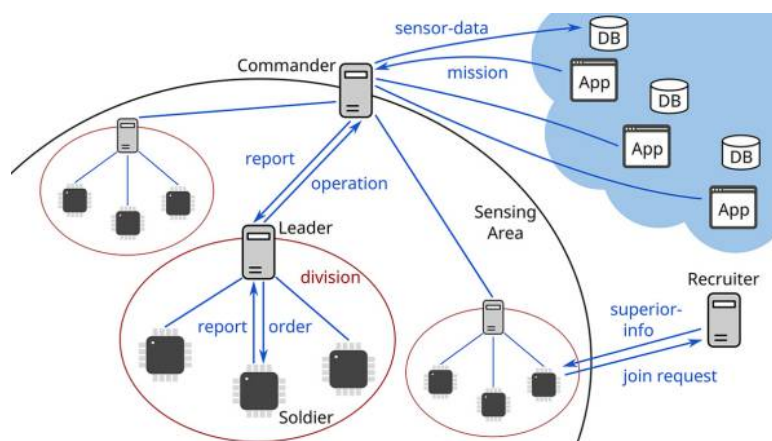 sensor-data
DB
Commander
mission
App
DB
report
App
DB
operation
App
Leader
Sensing
Area
division
Recruiter
report
order
superior-
info
join request
Soldier